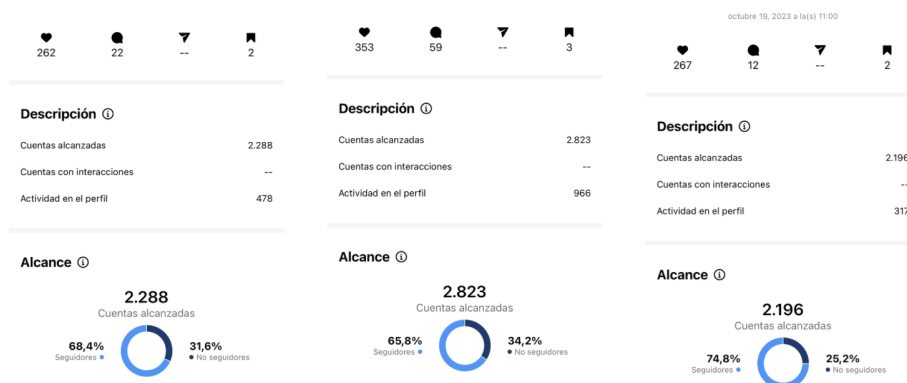 262 22 -- 2
Descripción
Cuentas alcanzadas 2.288
Cuentas con interacciones --
Actividad en el perfil 478
Alcance
2.288
Cuentas alcanzadas
68,4% 31,6%
Seguidores No seguidores
353 59 -- 3
Descripción
Cuentas alcanzadas 2.823
Cuentas con interacciones --
Actividad en el perfil 966
Alcance
2.823
Cuentas alcanzadas
65,8% 34,2%
Seguidores No seguidores
octubre 19, 2023 a la(s) 11:00
267 12 -- 2
Descripción
Cuentas alcanzadas 2.196
Cuentas con interacciones --
Actividad en el perfil 317
Alcance
2.196
Cuentas alcanzadas
74,8% 25,2%
Seguidores No seguidores